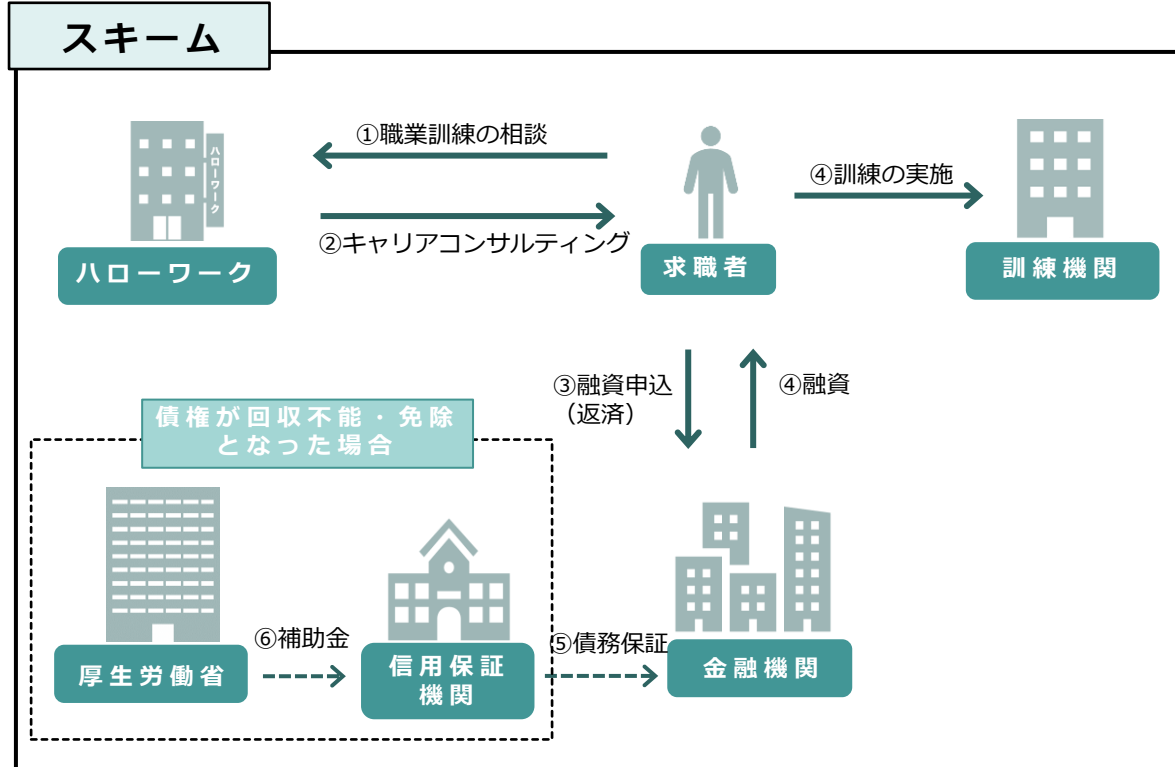 スキーム
①職業訓練の相談
ハローワーク
④訓練の実施
②キャリアコンサルティング
ハローワーク
求職者
訓練機関
③融資申込
（返済）
④融資
債権が回収不能・免除
となった場合
⑥補助金
⑤債務保証
厚生労働省
信用保証
機関
金融機関